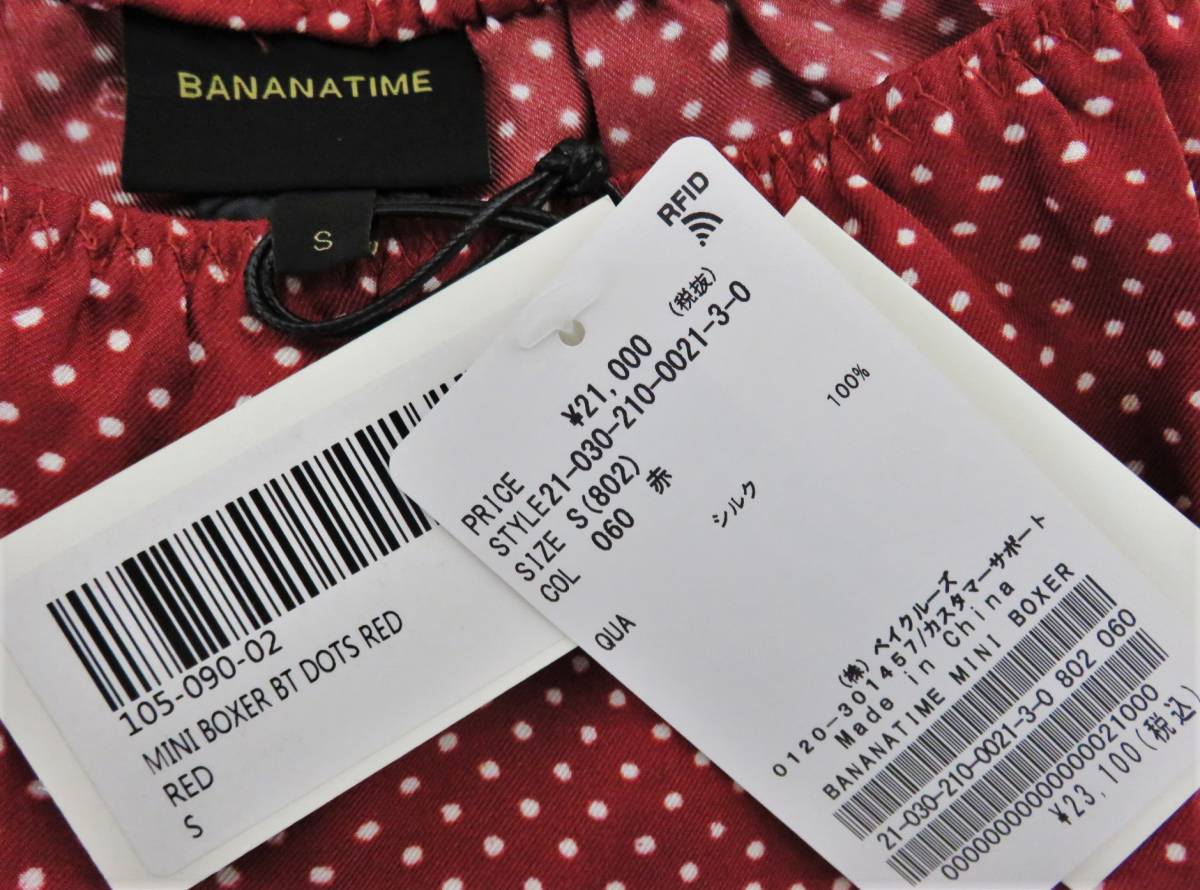 BANANATIME
S
105-090-02
MINI BOXER BT DOTS RED
RED
S
RFID
(税抜)
PRICE ¥21,000
STYLE21-030-210-0021-3-0
SIZE S(802)
COL 060 赤
QUA シルク 100%
(株)ベイクルーズ
0120-301457/カスタマーサポート
Made in China
BANANATIME MINI BOXER
21-030-210-0021-3-0 802 060
¥23,100(税込)